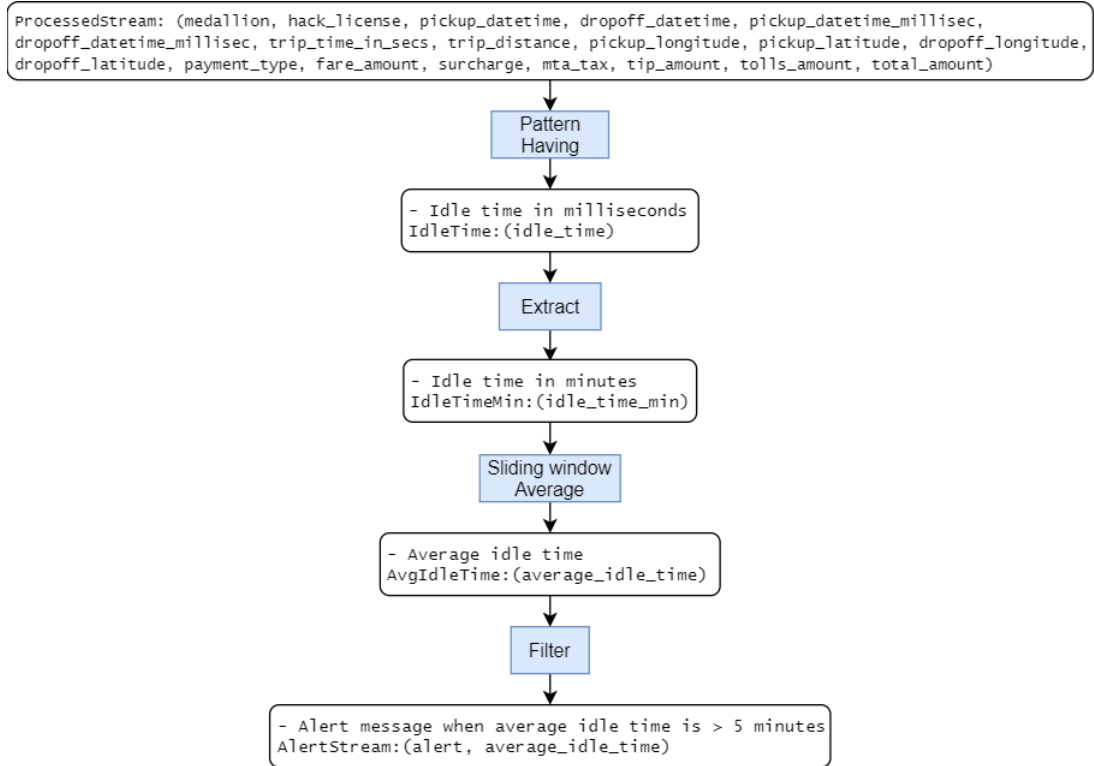 ProcessedStream: (medallion, hack_license, pickup_datetime, dropoff_datetime, pickup_datetime_millisec,
dropoff_datetime_millisec, trip_time_in_secs, trip_distance, pickup_longitude, pickup_latitude, dropoff_longitude,
dropoff_latitude, payment_type, fare_amount, surcharge, mta_tax, tip_amount, tolls_amount, total_amount)
Pattern
Having
- Idle time in milliseconds
IdleTime:(idle_time)
Extract
- Idle time in minutes
IdleTimeMin:(idle_time_min)
Sliding window
Average
- Average idle time
AvgIdleTime:(average_idle_time)
Filter
- Alert message when average idle time is > 5 minutes
AlertStream:(alert, average_idle_time)